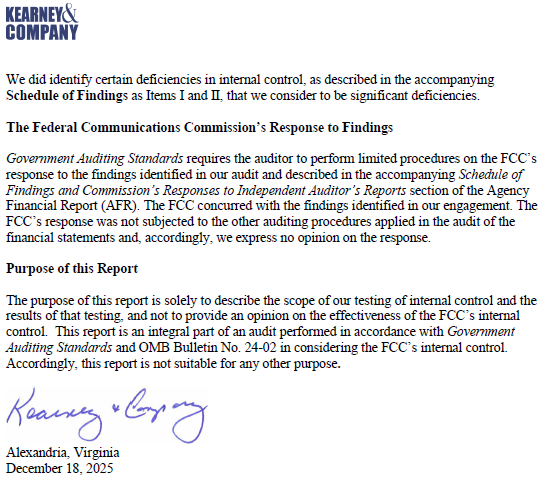 KEARNEY&
COMPANY
We did identify certain deficiencies in internal control, as described in the accompanying
Schedule of Findings as Items I and II, that we consider to be significant deficiencies.
The Federal Communications Commission's Response to Findings
Government Auditing Standards requires the auditor to perform limited procedures on the FCC's
response to the findings identified in our audit and described in the accompanying Schedule of
Findings and Commission's Responses to Independent Auditor's Reports section of the Agency
Financial Report (AFR). The FCC concurred with the findings identified in our engagement. The
FCC's response was not subjected to the other auditing procedures applied in the audit of the
financial statements and, accordingly, we express no opinion on the response.
Purpose of this Report
The purpose of this report is solely to describe the scope of our testing of internal control and the
results of that testing, and not to provide an opinion on the effectiveness of the FCC's internal
control.  This report is an integral part of an audit performed in accordance with Government
Auditing Standards and OMB Bulletin No. 24-02 in considering the FCC's internal control.
Accordingly, this report is not suitable for any other purpose.
Kearney & Company
Alexandria, Virginia
December 18, 2025